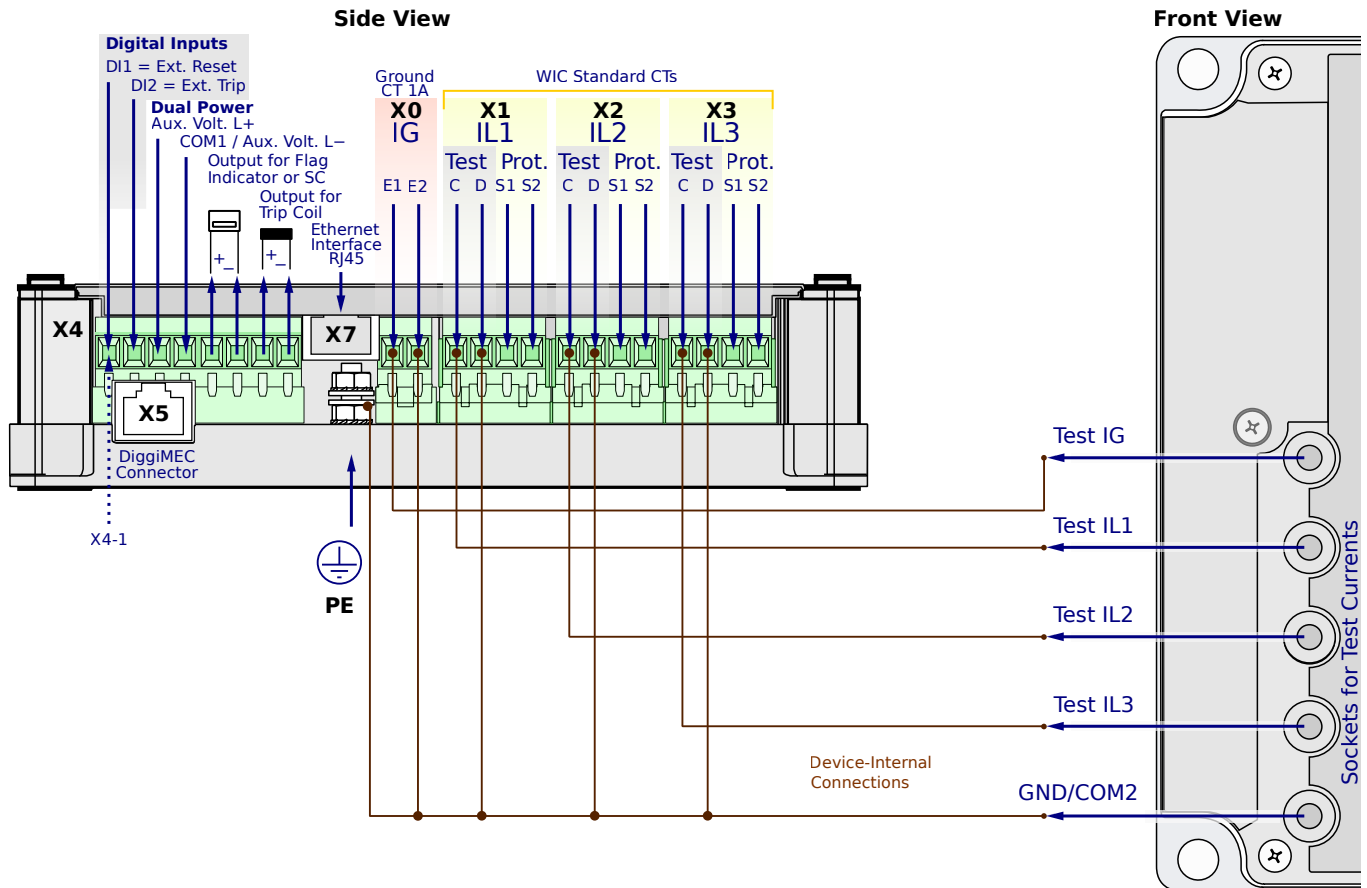 Side View
Front View
Digital Inputs
DI1 = Ext. Reset
DI2 = Ext. Trip
Dual Power
Aux. Volt. L+
COM1 / Aux. Volt. L−
Output for Flag
Indicator or SC
Output for
Trip Coil
Ethernet
Interface
RJ45
+ −
+ −
Ground
CT 1A
X0
IG
E1 E2
WIC Standard CTs
X1
IL1
Test Prot.
C D S1 S2
X2
IL2
Test Prot.
C D S1 S2
X3
IL3
Test Prot.
C D S1 S2
X4
X7
X5
DiggiMEC
Connector
X4-1
PE
Test IG
Test IL1
Test IL2
Test IL3
GND/COM2
Device-Internal
Connections
Sockets for Test Currents